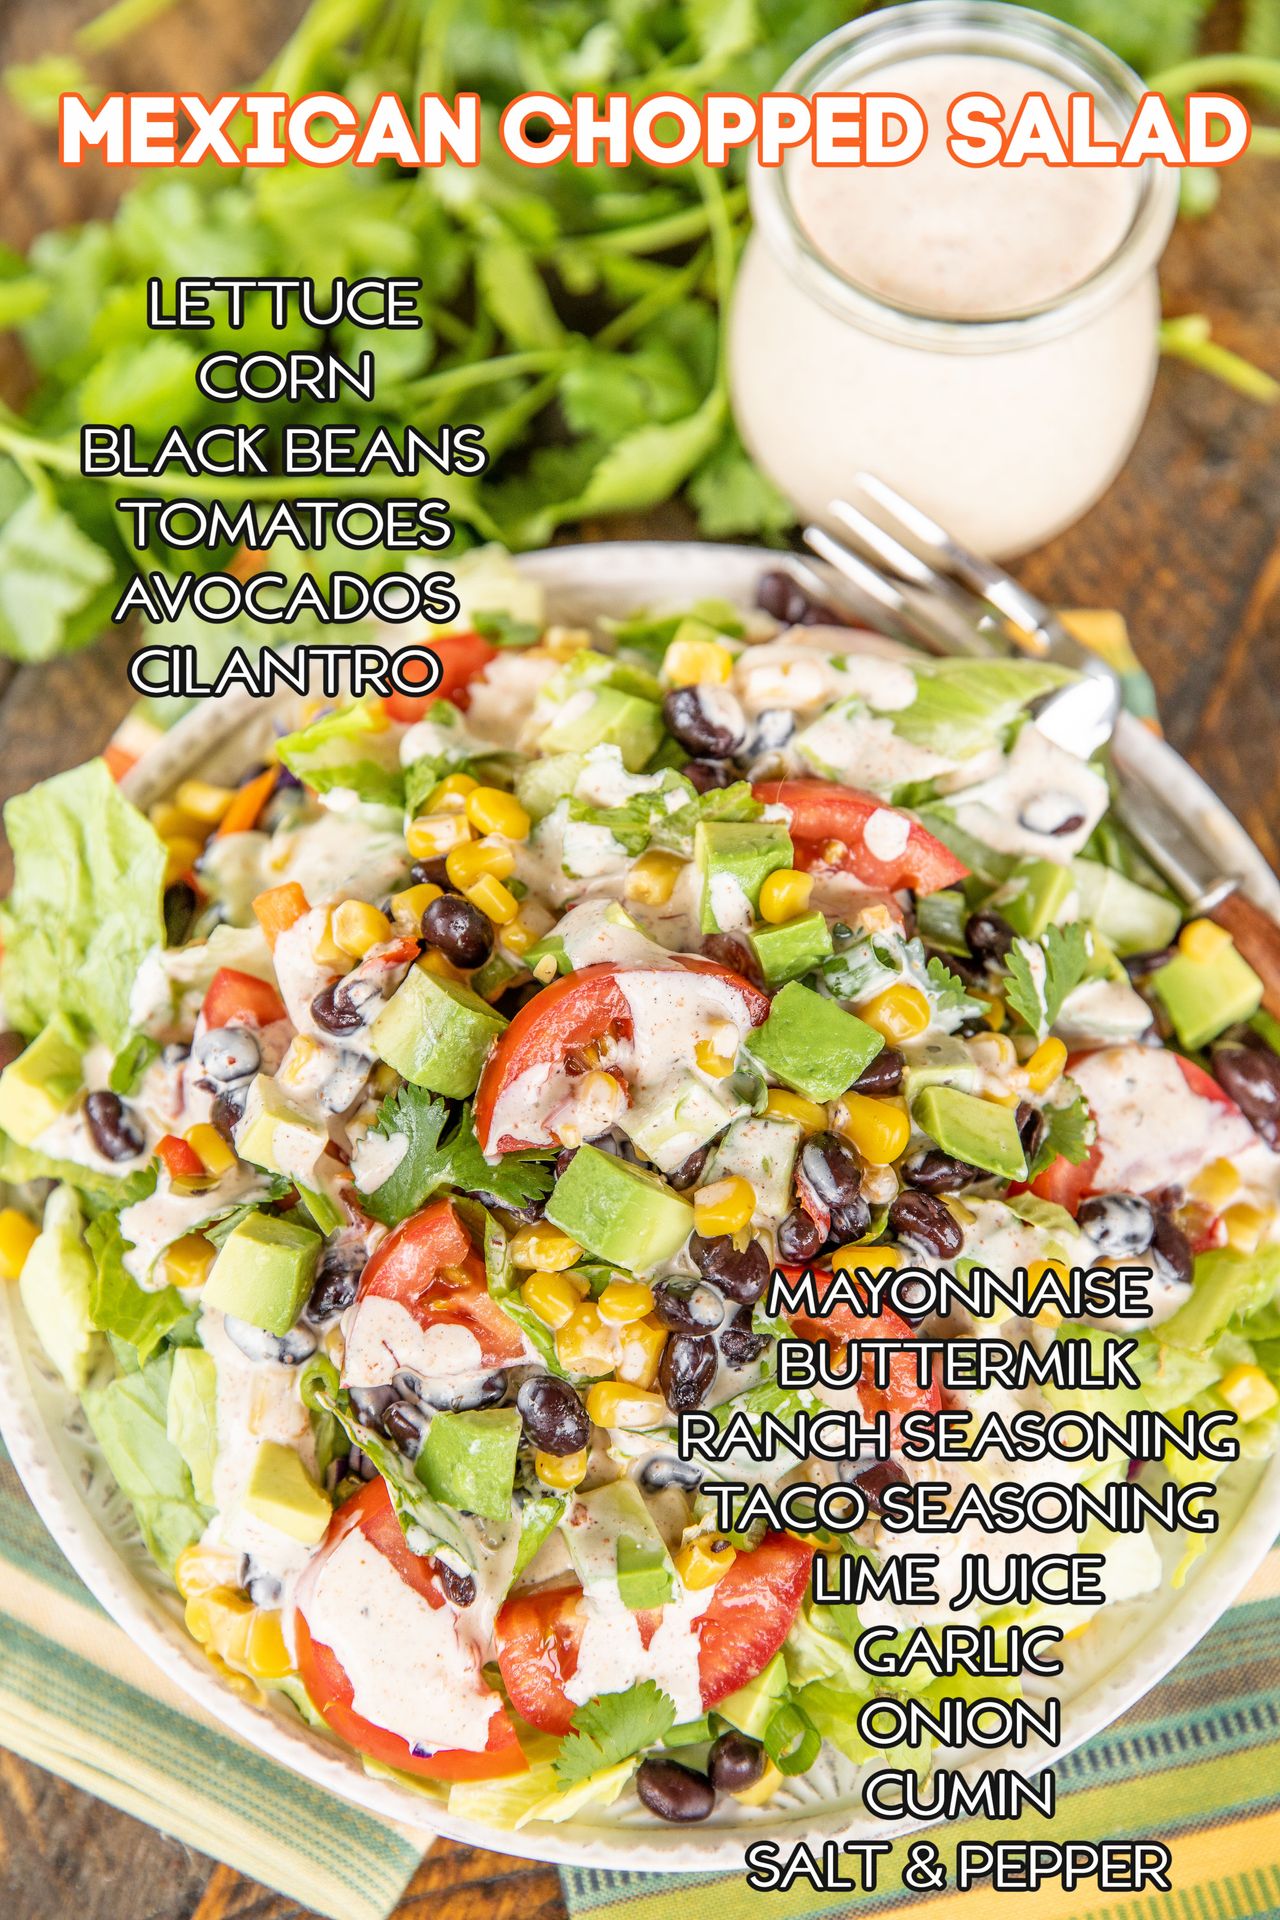 MEXICAN CHOPPED SALAD
LETTUCE
CORN
BLACK BEANS
TOMATOES
AVOCADOS
CILANTRO
MAYONNAISE
BUTTERMILK
RANCH SEASONING
TACO SEASONING
LIME JUICE
GARLIC
ONION
CUMIN
SALT & PEPPER